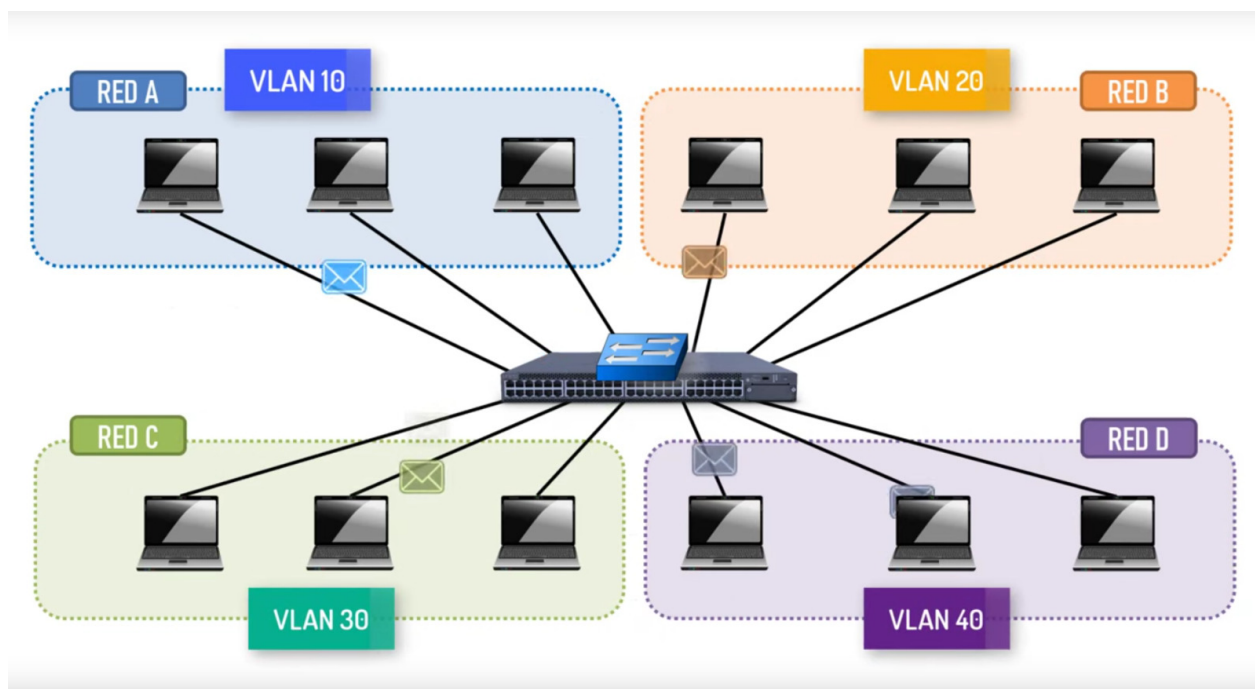 RED A
VLAN 10
VLAN 20
RED B
RED C
RED D
VLAN 30
VLAN 40